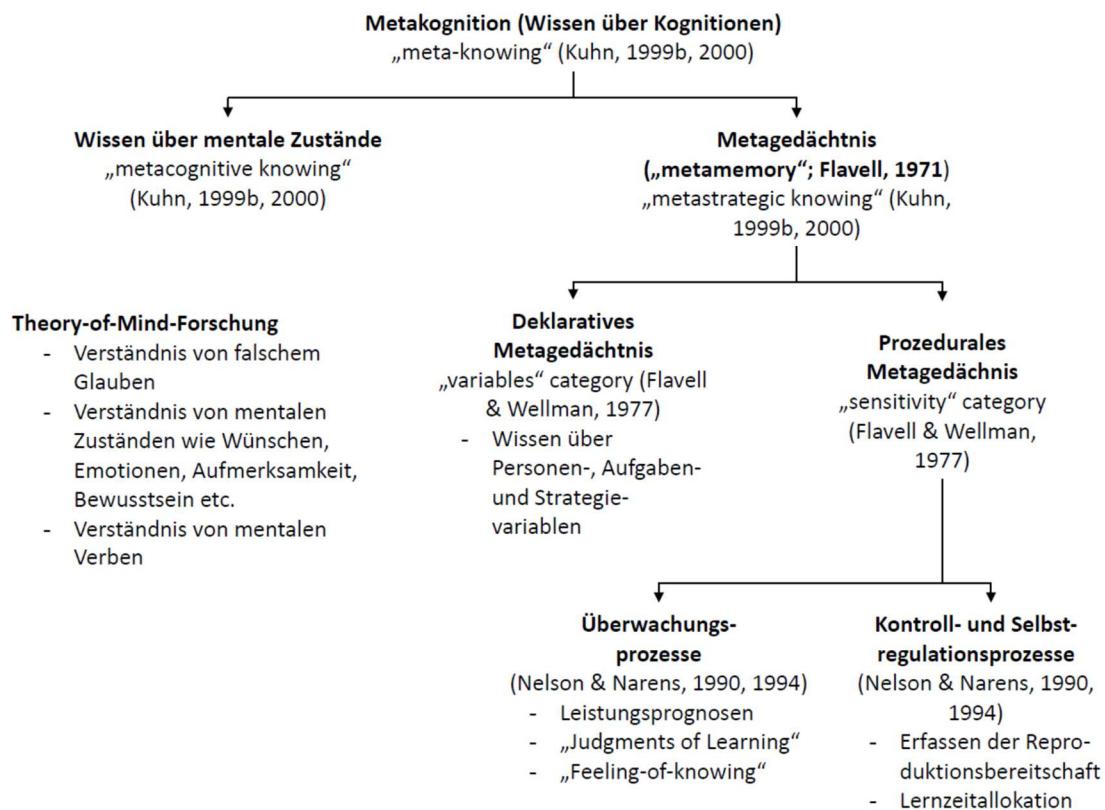 Metakognition (Wissen über Kognitionen)
„meta-knowing“ (Kuhn, 1999b, 2000)
Wissen über mentale Zustände
„metacognitive knowing“
(Kuhn, 1999b, 2000)
Metagedächtnis
(„metamemory“; Flavell, 1971)
„metastrategic knowing“ (Kuhn,
1999b, 2000)
Theory-of-Mind-Forschung
- Verständnis von falschem
Glauben
- Verständnis von mentalen
Zuständen wie Wünschen,
Emotionen, Aufmerksamkeit,
Bewusstsein etc.
- Verständnis von mentalen
Verben
Deklaratives
Metagedächtnis
„variables“ category (Flavell
& Wellman, 1977)
- Wissen über
Personen-, Aufgaben-
und Strategie-
variablen
Prozedurales
Metagedächnis
„sensitivity“ category
(Flavell & Wellman,
1977)
Überwachungs-
prozesse
(Nelson & Narens, 1990, 1994)
- Leistungsprognosen
- „Judgments of Learning“
- „Feeling-of-knowing“
Kontroll- und Selbst-
regulationsprozesse
(Nelson & Narens, 1990,
1994)
- Erfassen der Repro-
duktionsbereitschaft
- Lernzeitallokation